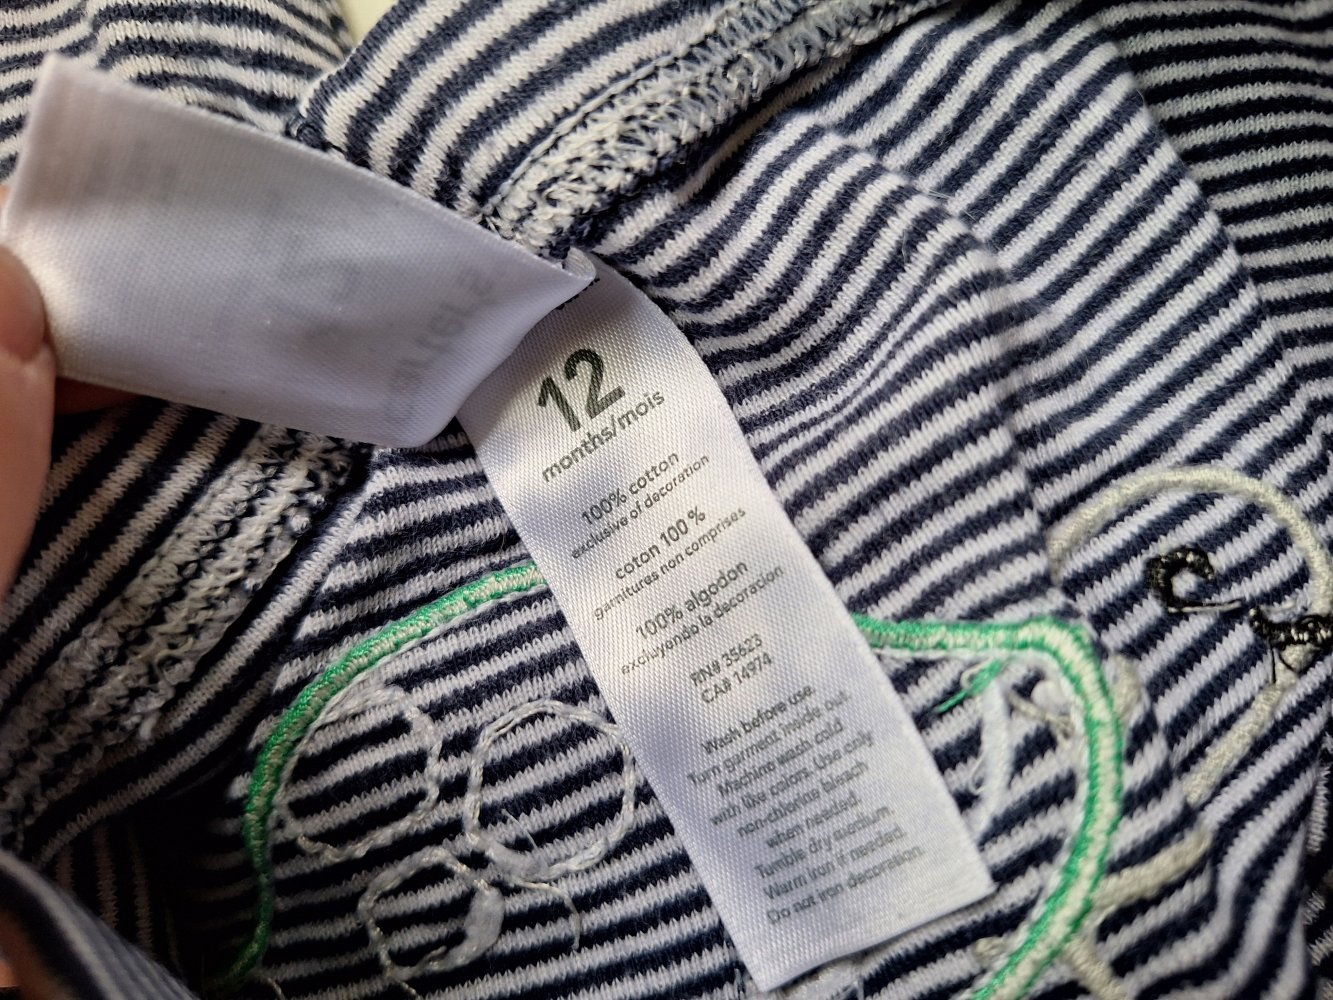 12
months/mois
100% cotton
exclusive of decoration
coton 100 %
garnitures non comprises
100% algodon
excluyendo la decoracion
RN# 35623
CA# 14974
Wash before use.
Turn garment inside out.
Machine wash cold
with like colors. Use only
non-chlorine bleach
when needed.
Tumble dry medium.
Warm iron if needed.
Do not iron decoration.